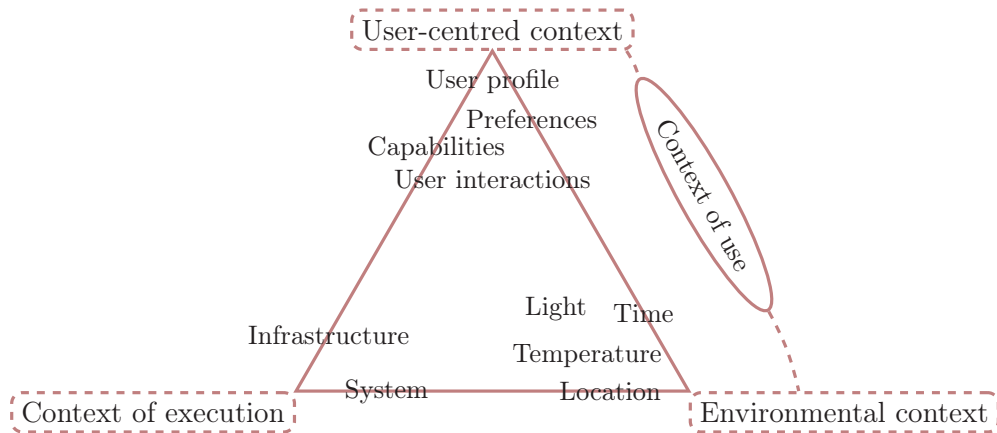 User-centred context
User profile
Preferences
Capabilities
User interactions
Context of use
Light
Time
Infrastructure
Temperature
System
Location
Context of execution
Environmental context